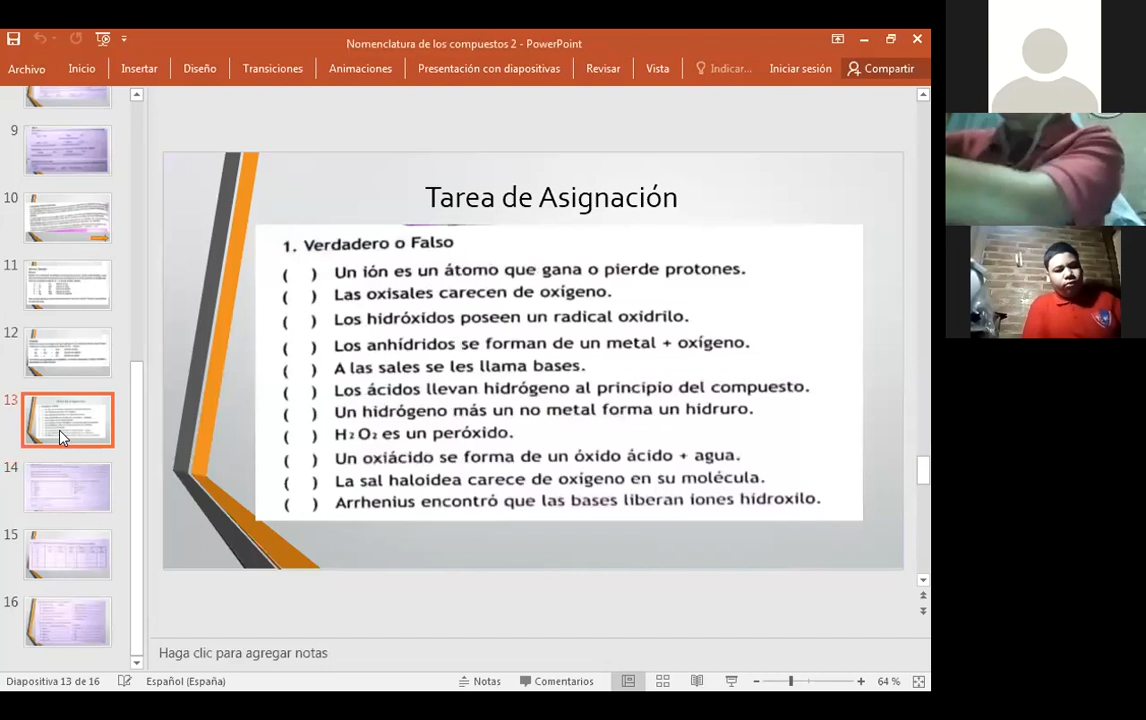 Nomenclatura de los compuestos 2 - PowerPoint
Archivo Inicio Insertar Diseño Transiciones Animaciones Presentación con diapositivas Revisar Vista Indicar... Iniciar sesión Compartir
9
10
11
12
13
14
15
16
Tarea de Asignación
1. Verdadero o Falso
( ) Un ión es un átomo que gana o pierde protones.
( ) Las oxisales carecen de oxígeno.
( ) Los hidróxidos poseen un radical oxidrilo.
( ) Los anhídridos se forman de un metal + oxígeno.
( ) A las sales se les llama bases.
( ) Los ácidos llevan hidrógeno al principio del compuesto.
( ) Un hidrógeno más un no metal forma un hidruro.
( ) H₂O₂ es un peróxido.
( ) Un oxiácido se forma de un óxido ácido + agua.
( ) La sal haloidea carece de oxígeno en su molécula.
( ) Arrhenius encontró que las bases liberan iones hidroxilo.
Haga clic para agregar notas
Diapositiva 13 de 16 Español (España) Notas Comentarios 64 %